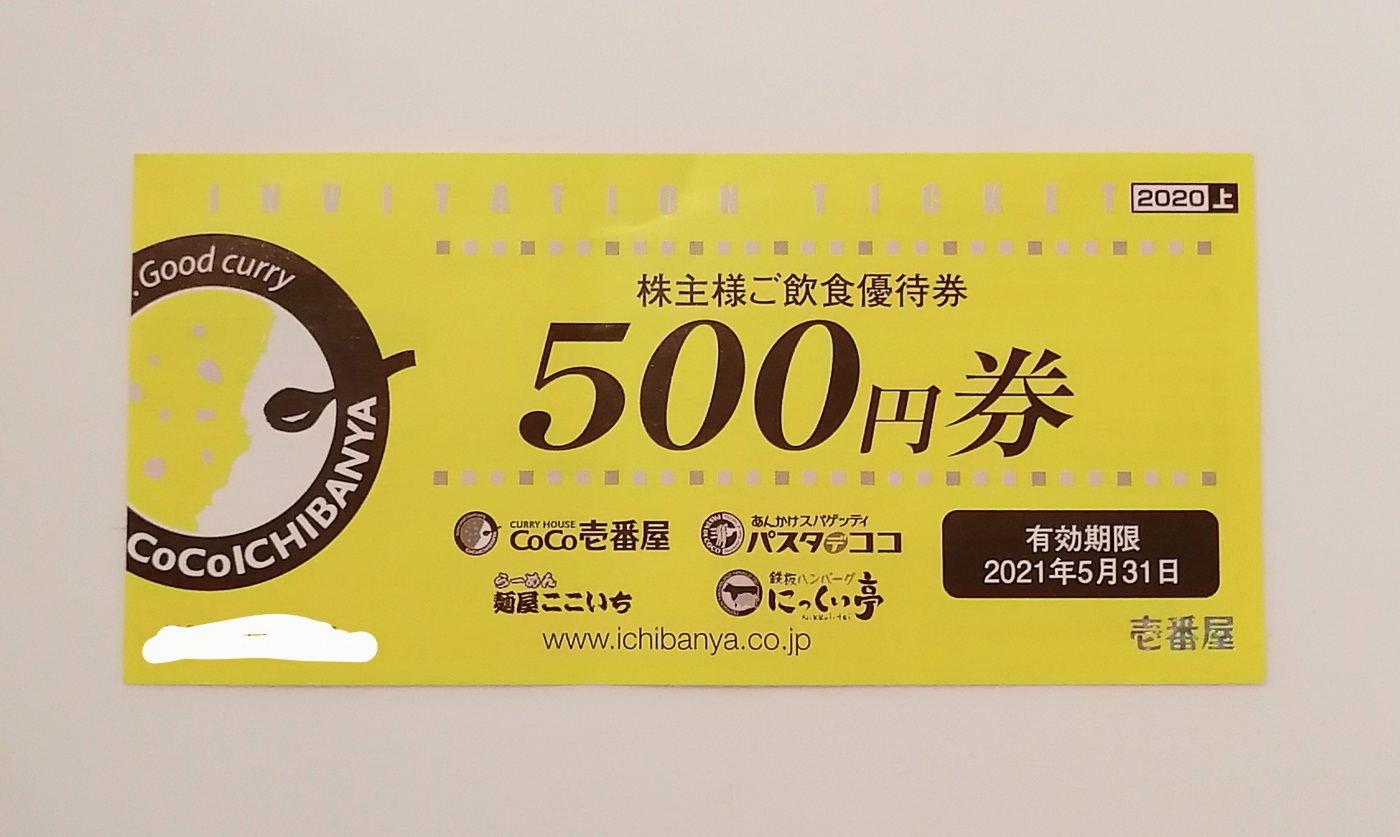 INVITATION TICKET
2020 上
. Good curry
CoCoICHIBANYA
株主様ご飲食優待券
500円券
CURRY HOUSE
CoCo壱番屋
あんかけスパゲッティ
パスタデココ
らーめん
麺屋ここいち
鉄板ハンバーグ
にっくい亭
Nikkui-tei
有効期限
2021年5月31日
www.ichibanya.co.jp
壱番屋